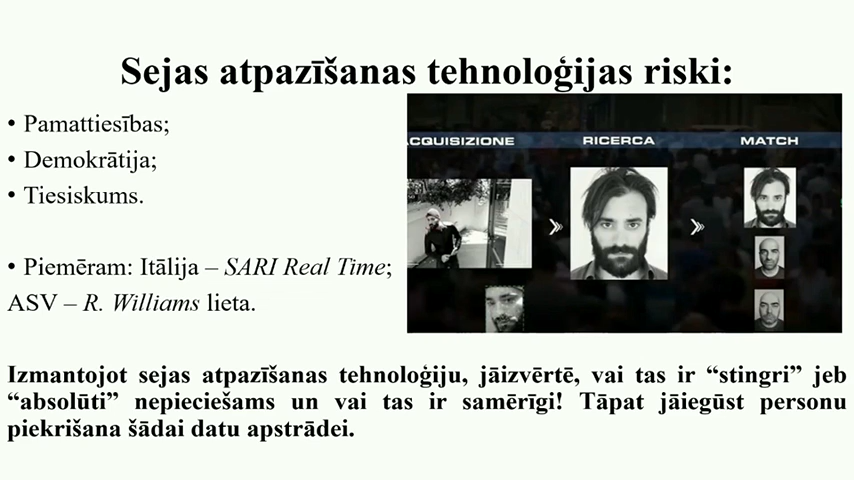 Sejas atpazīšanas tehnoloģijas riski:
• Pamattiesības;
• Demokrātija;
• Tiesiskums.
• Piemēram: Itālija – SARI Real Time;
ASV – R. Williams lieta.
CQUISIZIONE
RICERCA
MATCH
Izmantojot sejas atpazīšanas tehnoloģiju, jāizvērtē, vai tas ir “stingri” jeb
“absolūti” nepieciešams un vai tas ir samērīgi! Tāpat jāiegūst personu
piekrišana šādai datu apstrādei.